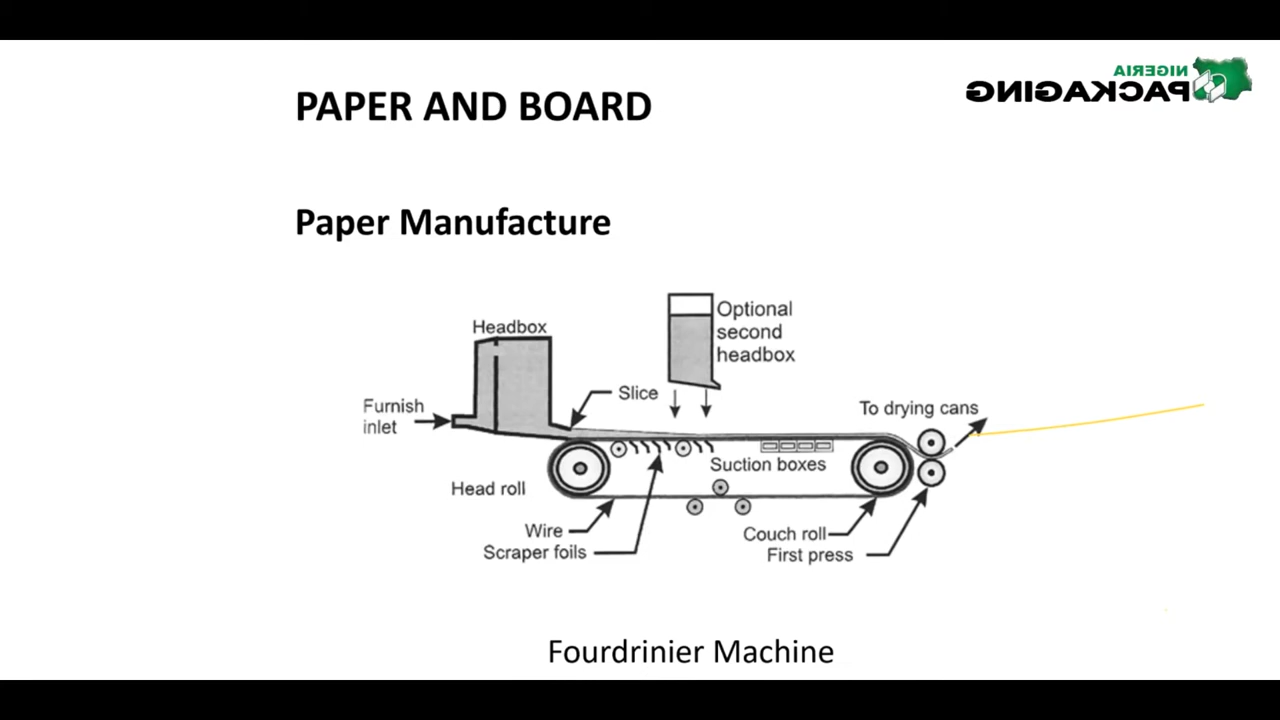 NIGERIA
PACKAGING
PAPER AND BOARD
Paper Manufacture
Headbox
Optional
second
headbox
Furnish
inlet
Slice
To drying cans
Suction boxes
Head roll
Wire
Scraper foils
Couch roll
First press
Fourdrinier Machine